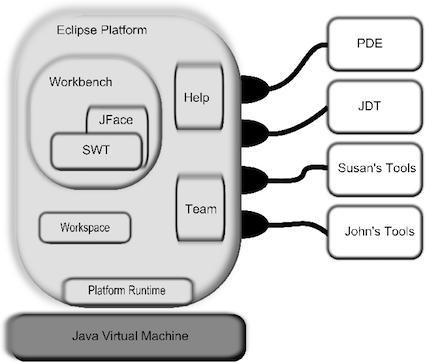 Eclipse Platform
Workbench
JFace
SWT
Help
Team
Workspace
Platform Runtime
Java Virtual Machine
PDE
JDT
Susan's Tools
John's Tools